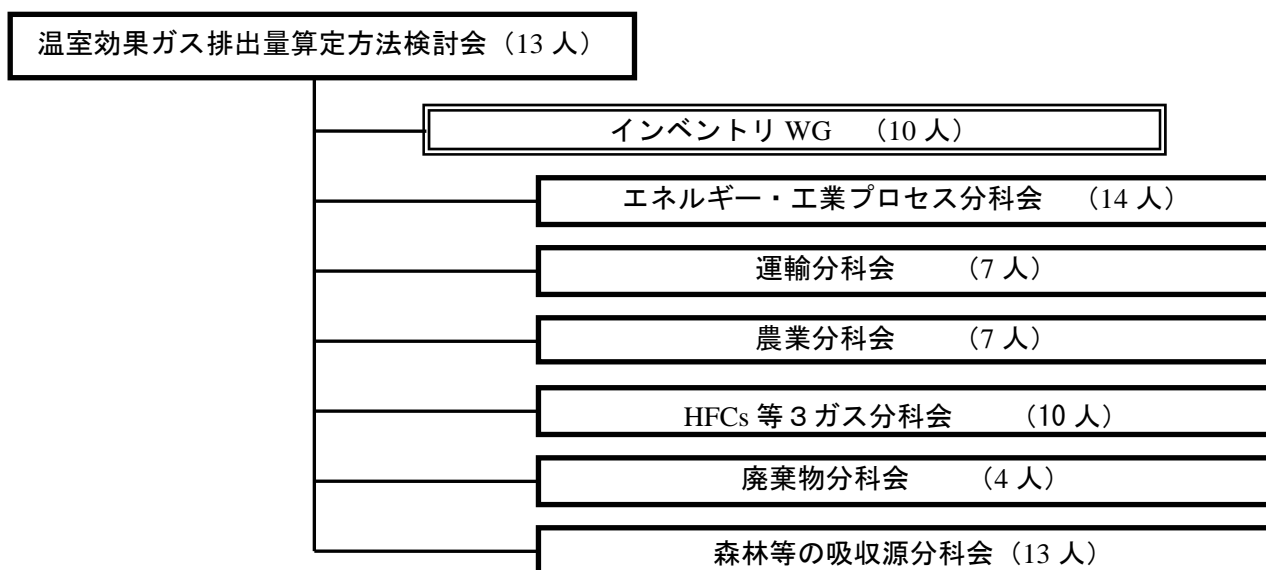 温室効果ガス排出量算定方法検討会（13 人）
インベントリ WG　（10 人）
エネルギー・工業プロセス分科会　（14 人）
運輸分科会　　（7 人）
農業分科会　　（7 人）
HFCs 等３ガス分科会　　（10 人）
廃棄物分科会　　（4 人）
森林等の吸収源分科会（13 人）